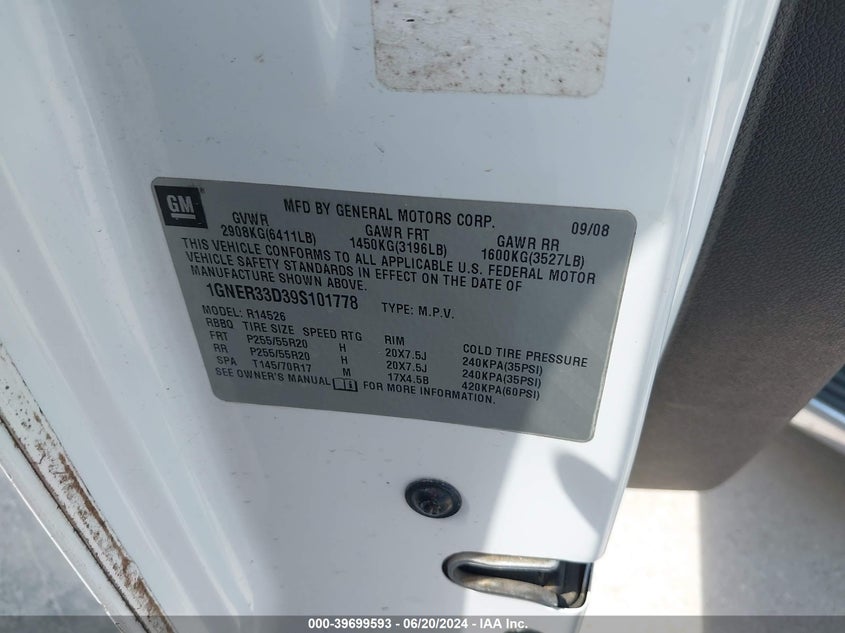 GM
MFD BY GENERAL MOTORS CORP. 09/08
GVWR GAWR FRT GAWR RR
2908KG(6411LB) 1450KG(3196LB) 1600KG(3527LB)
THIS VEHICLE CONFORMS TO ALL APPLICABLE U.S. FEDERAL MOTOR
VEHICLE SAFETY STANDARDS IN EFFECT ON THE DATE OF
MANUFACTURE SHOWN ABOVE.
1GNER33D39S101778 TYPE: M.P.V.
MODEL: R14526
RBBQ TIRE SIZE SPEED RTG RIM COLD TIRE PRESSURE
FRT P255/55R20 H 20X7.5J 240KPA(35PSI)
RR P255/55R20 H 20X7.5J 240KPA(35PSI)
SPA T145/70R17 M 17X4.5B 420KPA(60PSI)
SEE OWNER'S MANUAL FOR MORE INFORMATION.
000-39699593 - 06/20/2024 - IAA Inc.